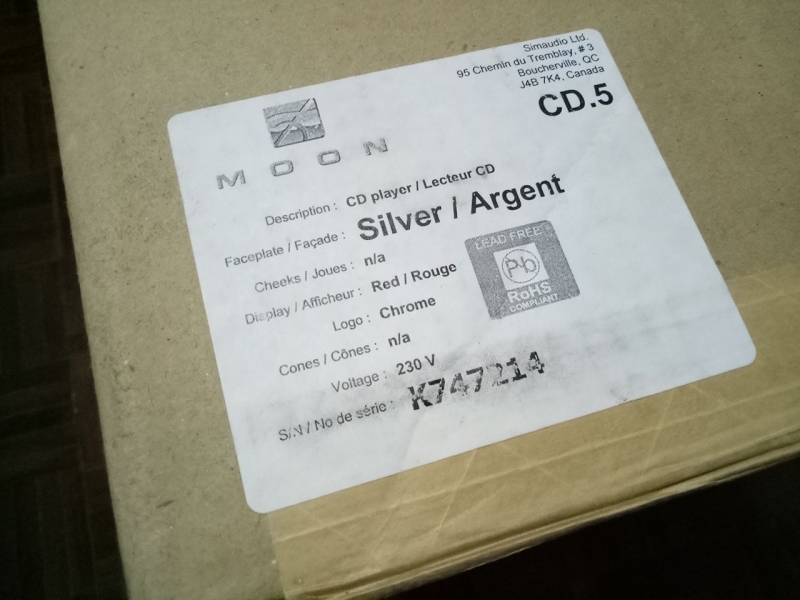 Simaudio Ltd.
95 Chemin du Tremblay, # 3
Boucherville, QC
J4B 7K4, Canada
CD.5
MOON
Description : CD player / Lecteur CD
Faceplate / Façade : Silver / Argent
Cheeks / Joues : n/a
Display / Afficheur : Red / Rouge
Logo : Chrome
Cones / Cônes : n/a
Voltage : 230 V
S/N / No de série : K747214
LEAD FREE
Pb
RoHS
COMPLIANT